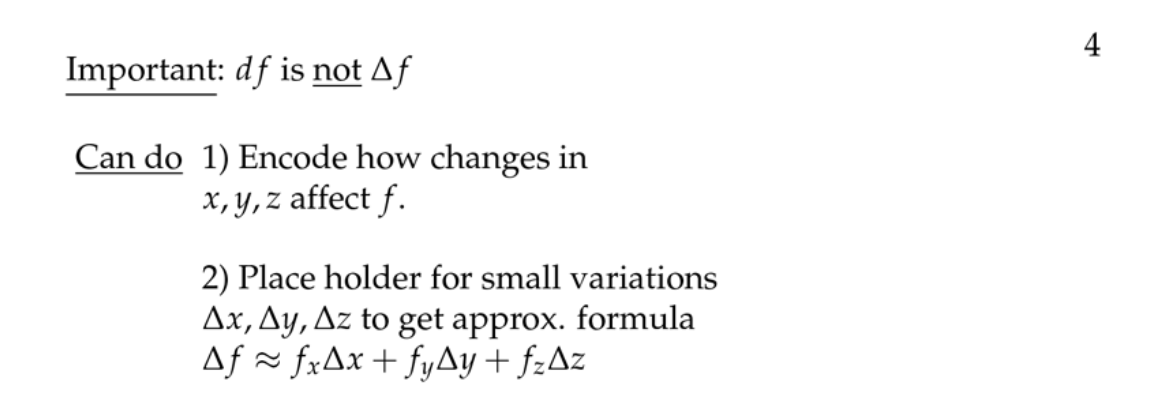 4
Important: df is not Δf
Can do 1) Encode how changes in
x, y, z affect f.
2) Place holder for small variations
Δx, Δy, Δz to get approx. formula
Δf ≈ fₓΔx + f_yΔy + f_zΔz